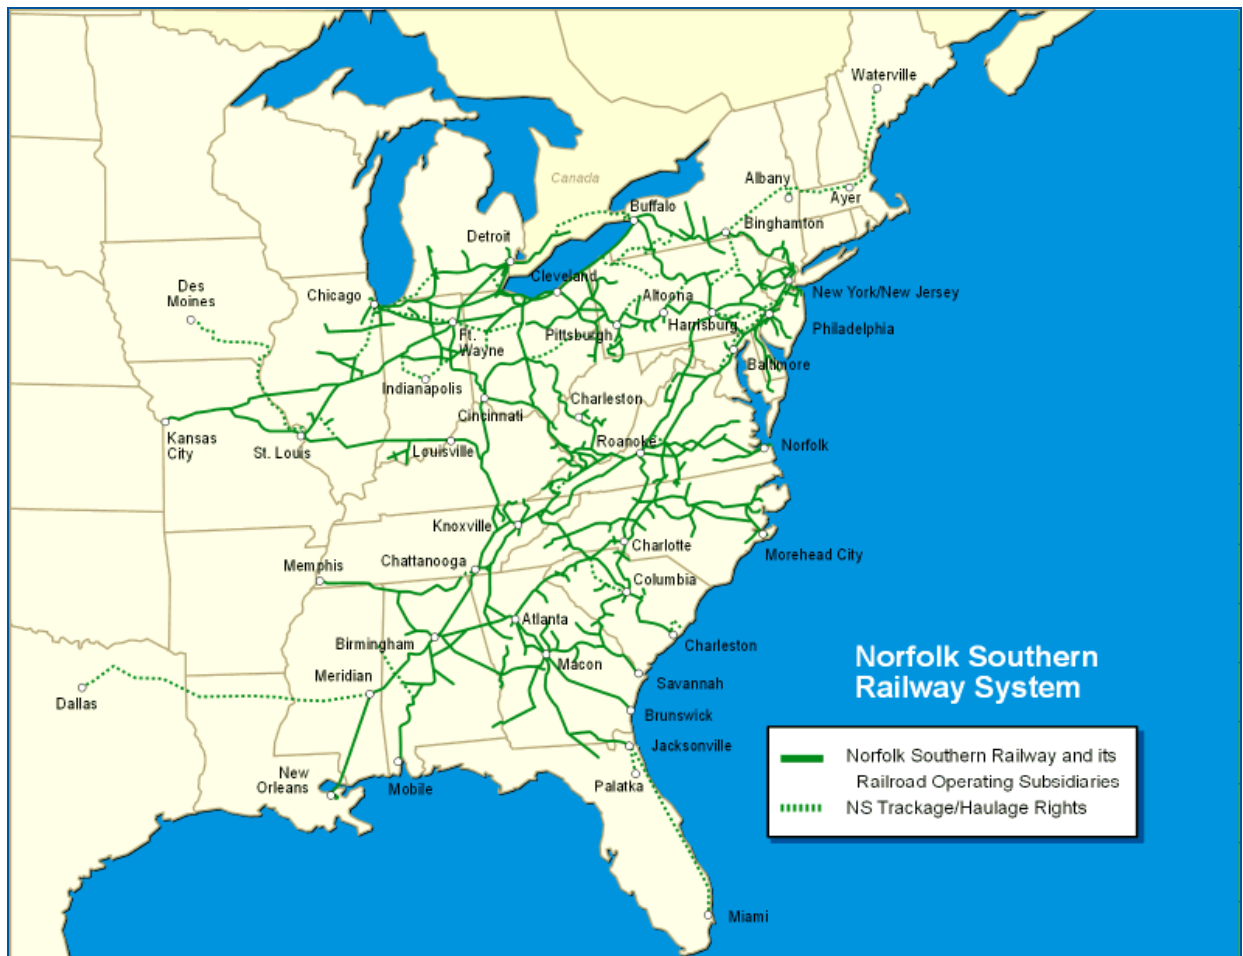 Waterville
Canada
Albany
Ayer
Buffalo
Binghamton
Detroit
Cleveland
Des
Moines
Chicago
Altoona
New York/New Jersey
Ft.
Wayne
Pittsburgh
Harrisburg
Philadelphia
Baltimore
Indianapolis
Charleston
Cincinnati
Kansas
City
St. Louis
Louisville
Roanoke
Norfolk
Knoxville
Charlotte
Morehead City
Chattanooga
Memphis
Columbia
Atlanta
Birmingham
Charleston
Macon
Meridian
Savannah
Dallas
Brunswick
Jacksonville
New
Orleans
Mobile
Palatka
Miami
Norfolk Southern
Railway System
Norfolk Southern Railway and its
Railroad Operating Subsidiaries
NS Trackage/Haulage Rights